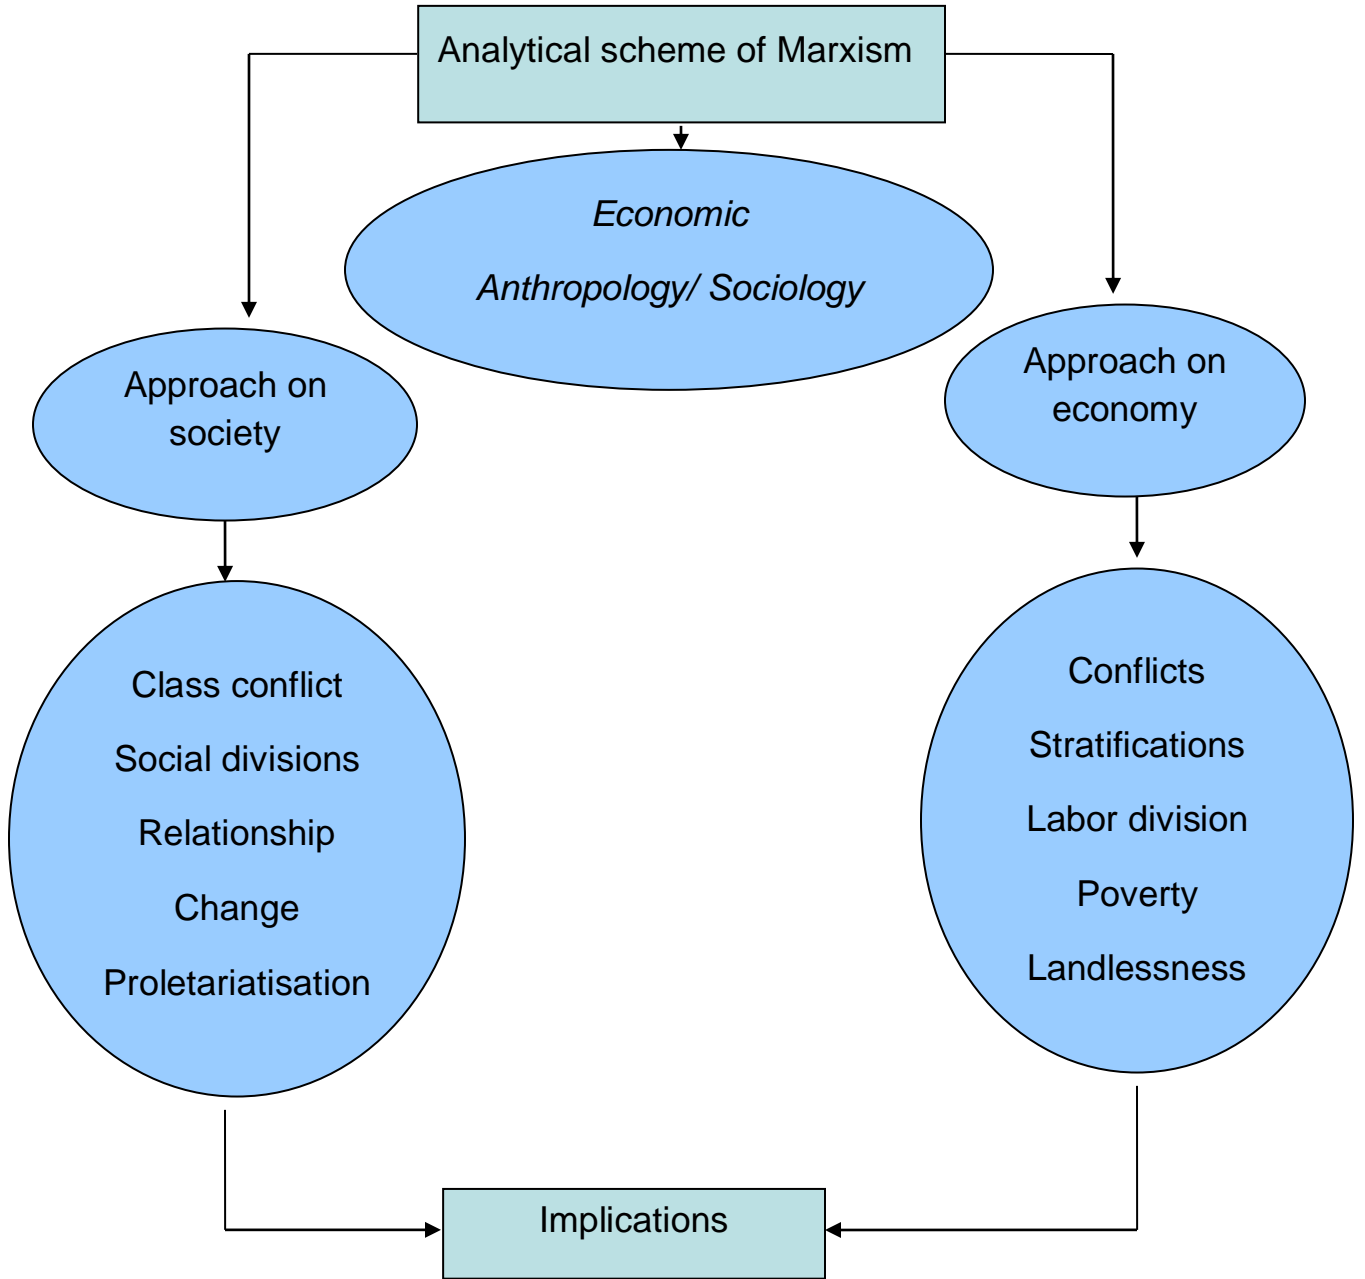 Analytical scheme of Marxism
Economic
Anthropology/ Sociology
Approach on
society
Approach on
economy
Class conflict
Social divisions
Relationship
Change
Proletariatisation
Conflicts
Stratifications
Labor division
Poverty
Landlessness
Implications